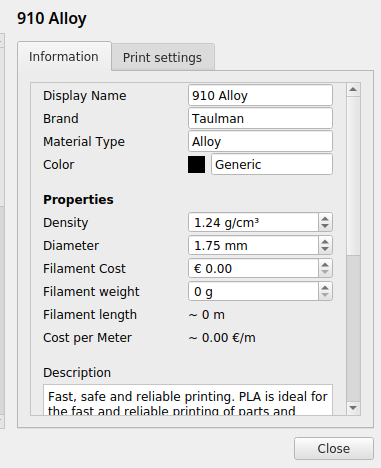 910 Alloy
Information
Print settings
Display Name
910 Alloy
Brand
Taulman
Material Type
Alloy
Color
Generic
Properties
Density
1.24 g/cm³
Diameter
1.75 mm
Filament Cost
€ 0.00
Filament weight
0 g
Filament length
~ 0 m
Cost per Meter
~ 0.00 €/m
Description
Fast, safe and reliable printing. PLA is ideal for
the fast and reliable printing of parts and
Close